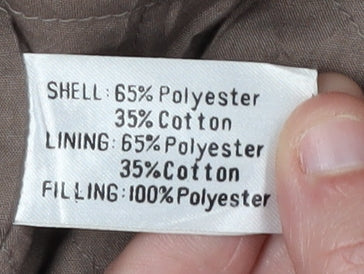 SHELL: 65% Polyester
35% Cotton
LINING: 65% Polyester
35% Cotton
FILLING: 100% Polyester